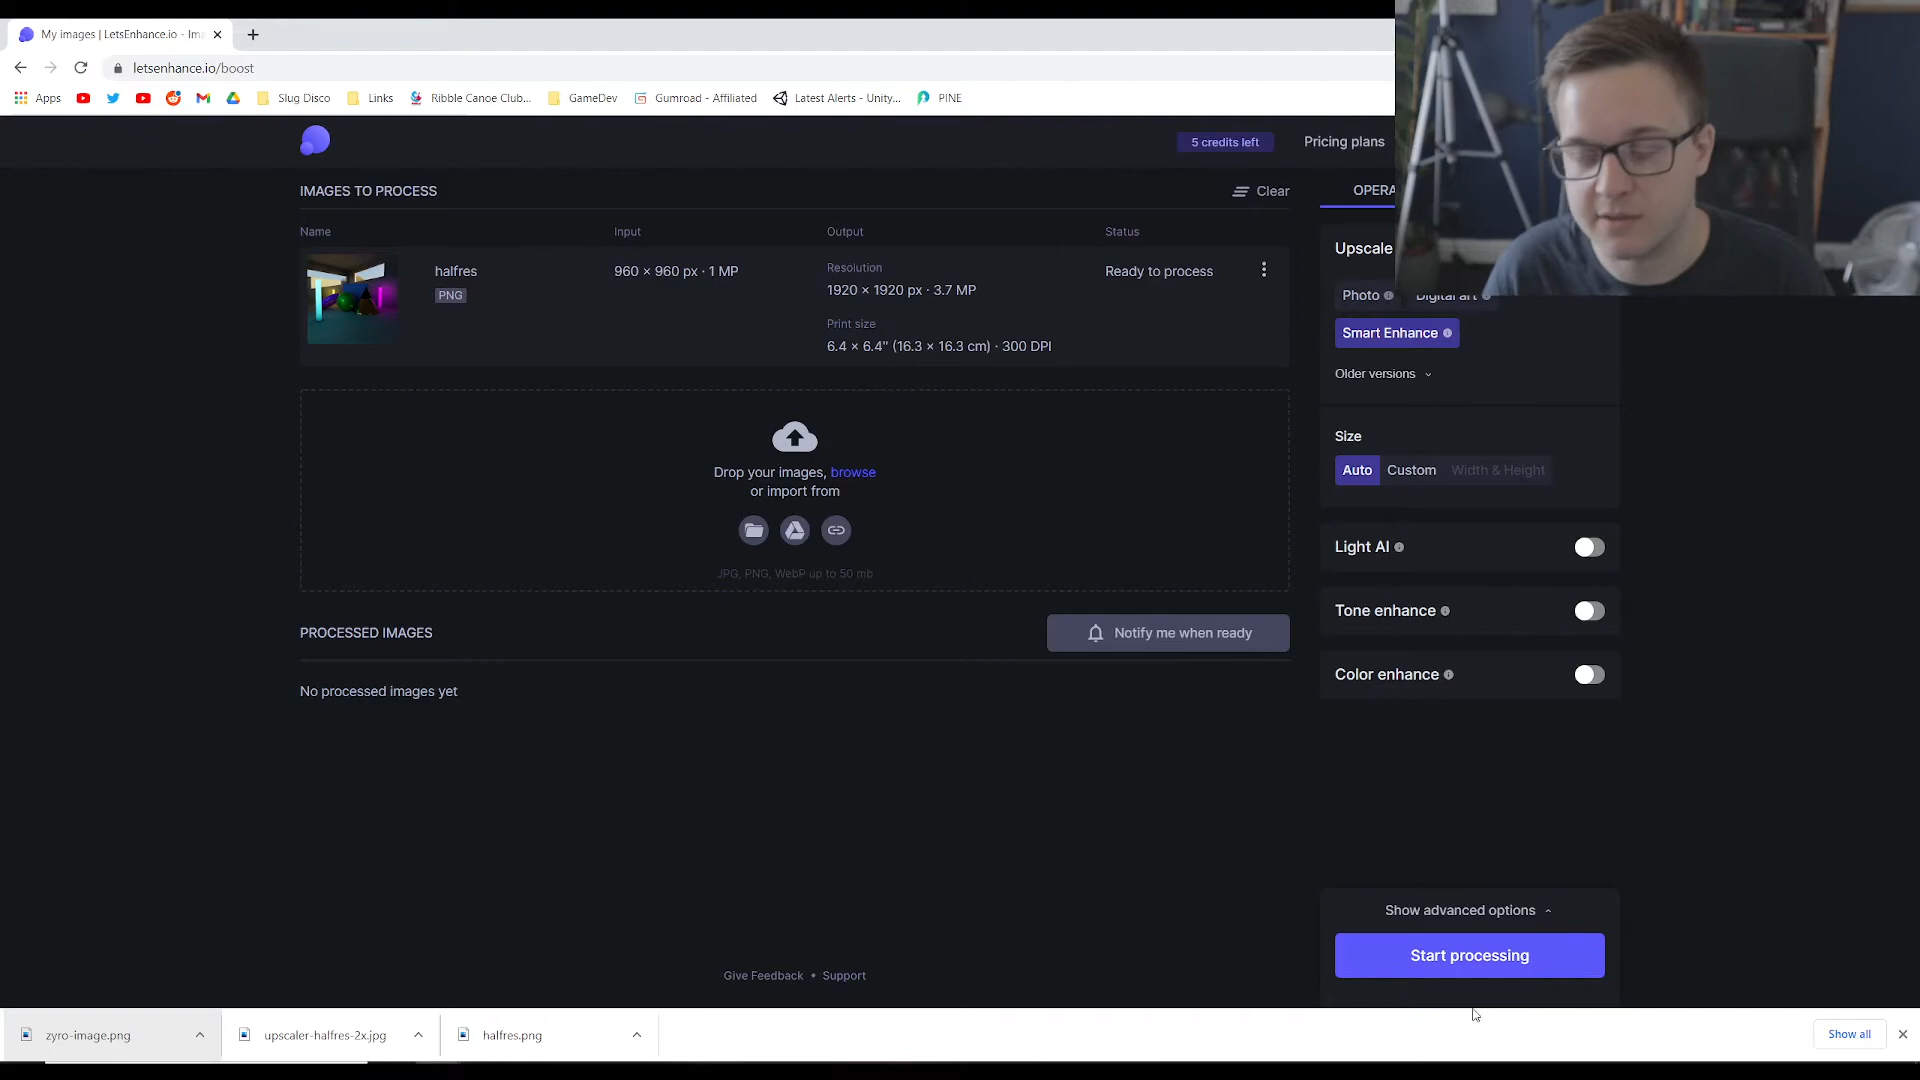 My images | LetsEnhance.io - Ima
letsenhance.io/boost
Apps
Slug Disco
Links
Ribble Canoe Club...
GameDev
Gumroad - Affiliated
Latest Alerts - Unity...
PINE
5 credits left
Pricing plans
IMAGES TO PROCESS
Clear
OPERA
Name
Input
Output
Status
Upscale
halfres
PNG
960 × 960 px · 1 MP
Resolution
1920 × 1920 px · 3.7 MP
Ready to process
Print size
6.4 × 6.4" (16.3 × 16.3 cm) · 300 DPI
Photo
Digital art
Smart Enhance
Older versions
Drop your images, browse
or import from
JPG, PNG, WebP up to 50 mb
Size
Auto
Custom
Width & Height
Light AI
Tone enhance
Color enhance
PROCESSED IMAGES
Notify me when ready
No processed images yet
Show advanced options
Start processing
Give Feedback • Support
zyro-image.png
upscaler-halfres-2x.jpg
halfres.png
Show all